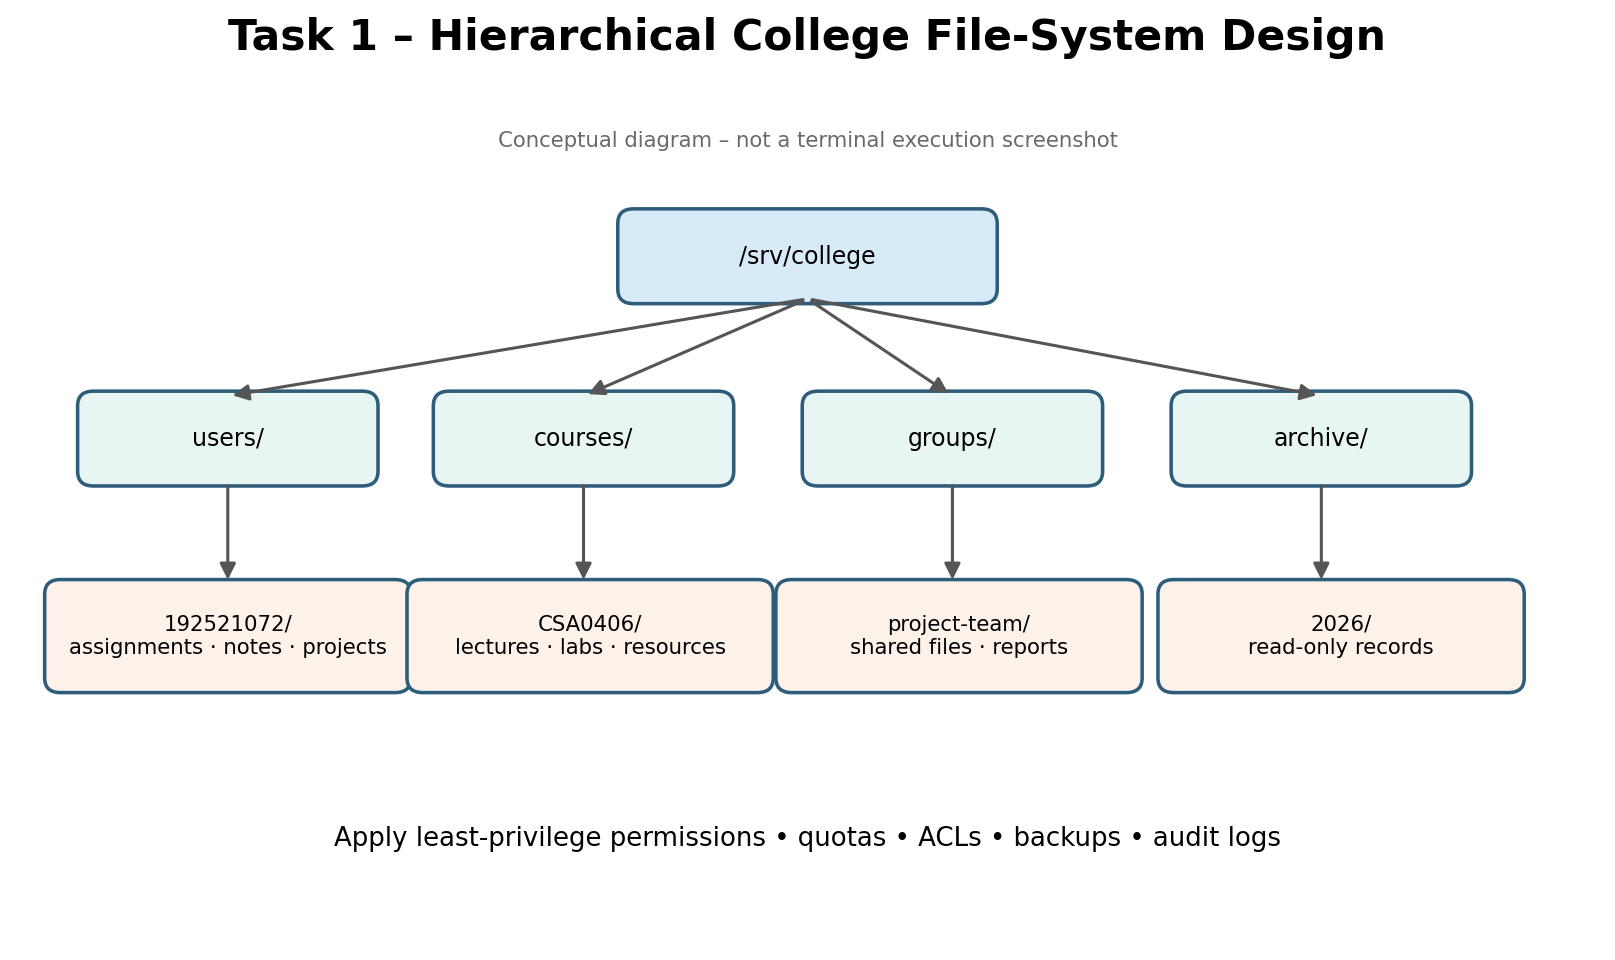 Task 1 – Hierarchical College File-System Design
Conceptual diagram – not a terminal execution screenshot
/srv/college
users/
courses/
groups/
archive/
192521072/
assignments · notes · projects
CSA0406/
lectures · labs · resources
project-team/
shared files · reports
2026/
read-only records
Apply least-privilege permissions • quotas • ACLs • backups • audit logs